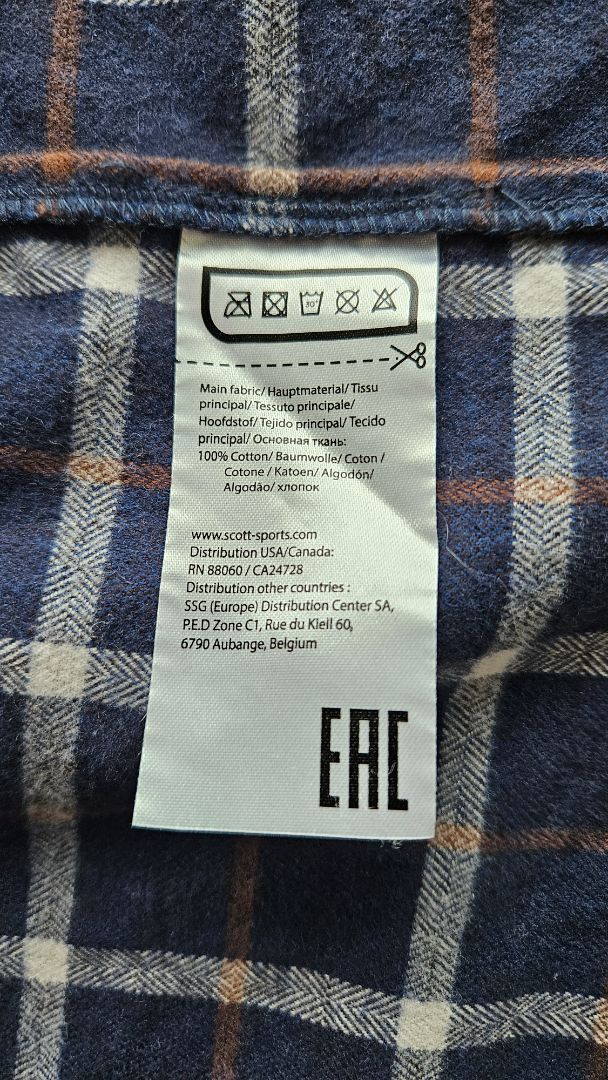 30°
Main fabric/ Hauptmaterial/ Tissu
principal/ Tessuto principale/
Hoofdstof/ Tejido principal/ Tecido
principal/ Основная ткань:
100% Cotton/ Baumwolle/ Coton /
Cotone / Katoen/ Algodón/
Algodão/ хлопок
www.scott-sports.com
Distribution USA/Canada:
RN 88060 / CA24728
Distribution other countries :
SSG (Europe) Distribution Center SA,
P.E.D Zone C1, Rue du Kiell 60,
6790 Aubange, Belgium
EAC